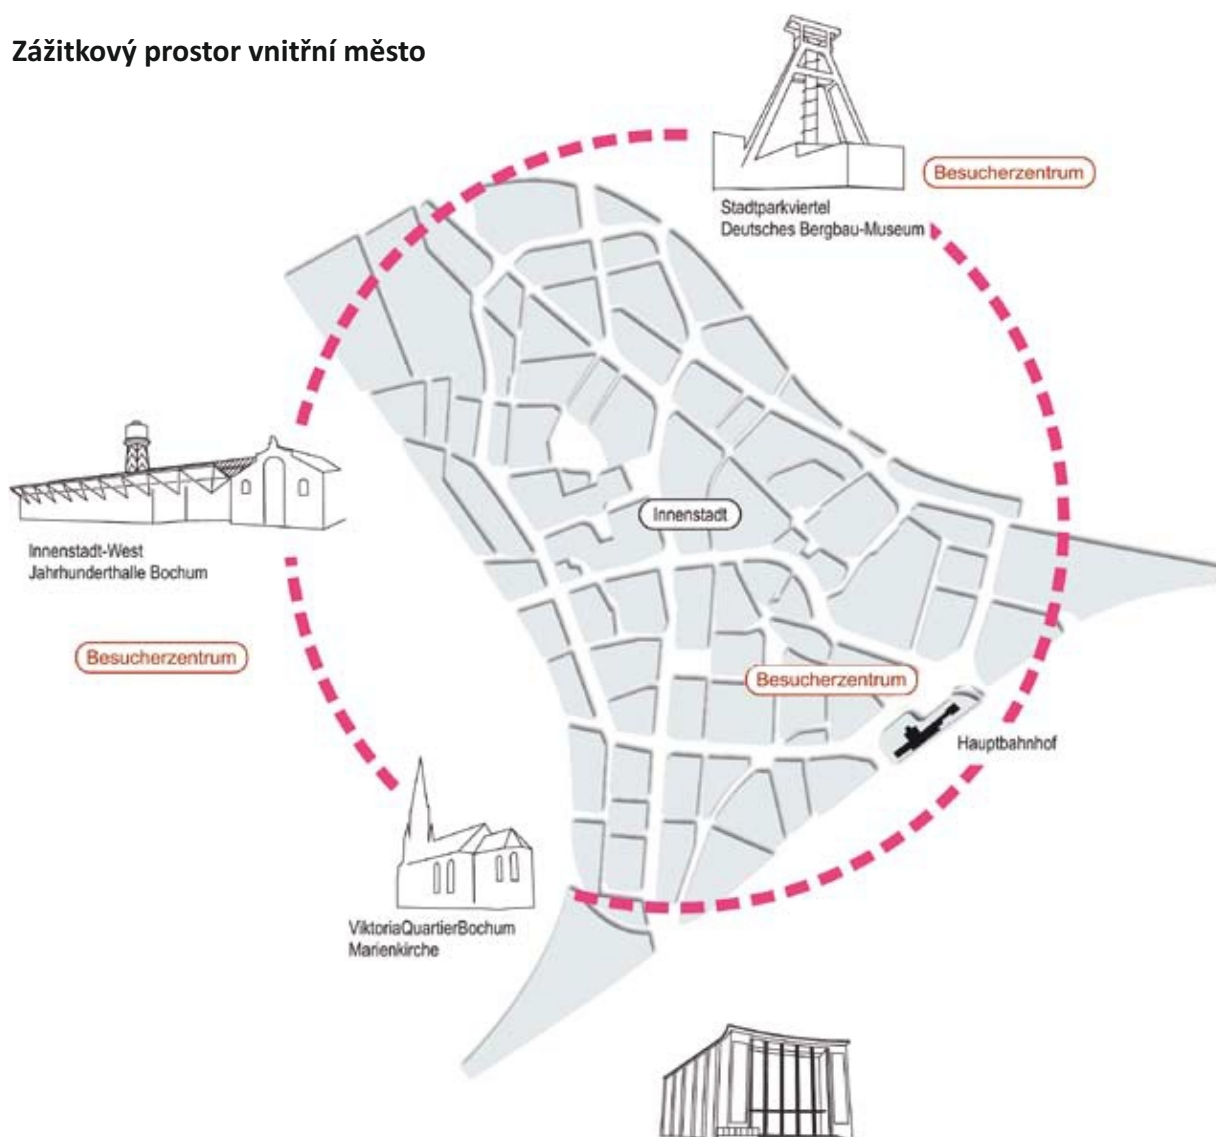 Zážitkový prostor vnitřní město
Besucherzentrum
Stadtparkviertel
Deutsches Bergbau-Museum
Innenstadt
Innenstadt-West
Jahrhunderthalle Bochum
Besucherzentrum
Besucherzentrum
Hauptbahnhof
ViktoriaQuartierBochum
Marienkirche